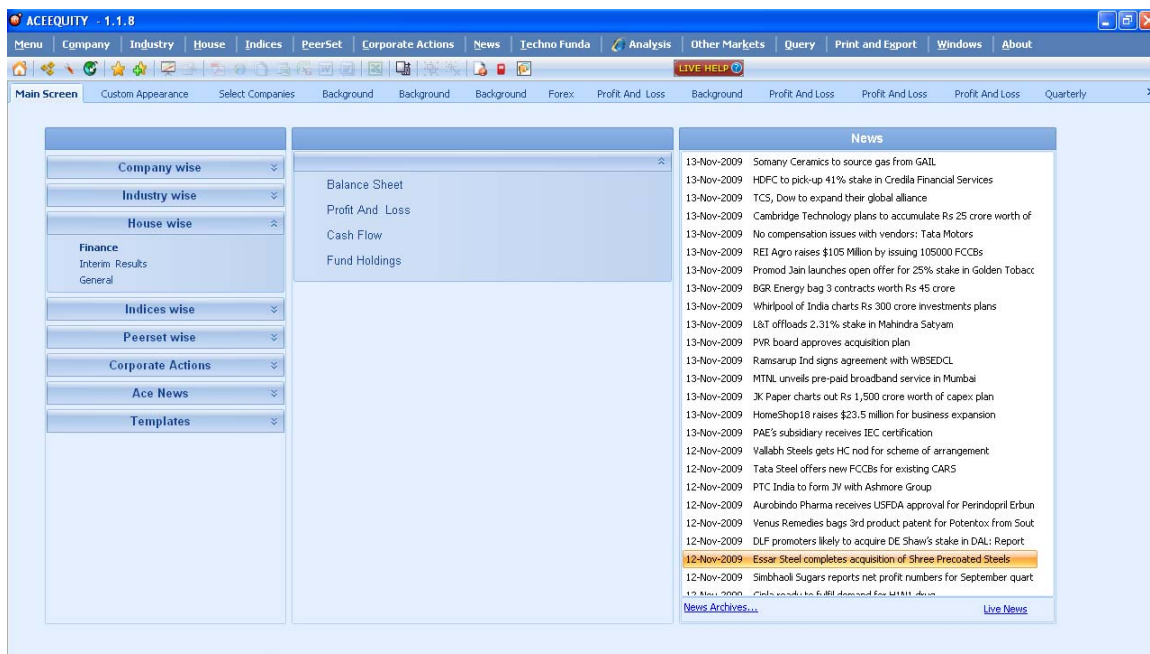 ACEEQUITY - 1.1.8
Menu Company Industry House Indices PeerSet Corporate Actions News Techno Funda Analysis Other Markets Query Print and Export Windows About
LIVE HELP
Main Screen Custom Appearance Select Companies Background Background Background Forex Profit And Loss Background Profit And Loss Profit And Loss Profit And Loss Quarterly
Company wise
Industry wise
House wise
Finance
Interim Results
General
Indices wise
Peerset wise
Corporate Actions
Ace News
Templates
Balance Sheet
Profit And Loss
Cash Flow
Fund Holdings
News
13-Nov-2009 Somany Ceramics to source gas from GAIL
13-Nov-2009 HDFC to pick-up 41% stake in Credila Financial Services
13-Nov-2009 TCS, Dow to expand their global alliance
13-Nov-2009 Cambridge Technology plans to accumulate Rs 25 crore worth of
13-Nov-2009 No compensation issues with vendors: Tata Motors
13-Nov-2009 REI Agro raises $105 Million by issuing 105000 FCCBs
13-Nov-2009 Promod Jain launches open offer for 25% stake in Golden Tobacc
13-Nov-2009 BGR Energy bag 3 contracts worth Rs 45 crore
13-Nov-2009 Whirlpool of India charts Rs 300 crore investments plans
13-Nov-2009 L&T offloads 2.31% stake in Mahindra Satyam
13-Nov-2009 PVR board approves acquisition plan
13-Nov-2009 Ramsarup Ind signs agreement with WBSEDCL
13-Nov-2009 MTNL unveils pre-paid broadband service in Mumbai
13-Nov-2009 JK Paper charts out Rs 1,500 crore worth of capex plan
13-Nov-2009 HomeShop18 raises $23.5 million for business expansion
13-Nov-2009 PAE's subsidiary receives IEC certification
12-Nov-2009 Vallabh Steels gets HC nod for scheme of arrangement
12-Nov-2009 Tata Steel offers new FCCBs for existing CARS
12-Nov-2009 PTC India to form JV with Ashmore Group
12-Nov-2009 Aurobindo Pharma receives USFDA approval for Perindopril Erbun
12-Nov-2009 Venus Remedies bags 3rd product patent for Potentox from Sout
12-Nov-2009 DLF promoters likely to acquire DE Shaw's stake in DAL: Report
12-Nov-2009 Essar Steel completes acquisition of Shree Precoated Steels
12-Nov-2009 Simbhaoli Sugars reports net profit numbers for September quart
12-Nov-2009 Cipla ready to fulfil demand for H1N1 drug
News Archives... Live News